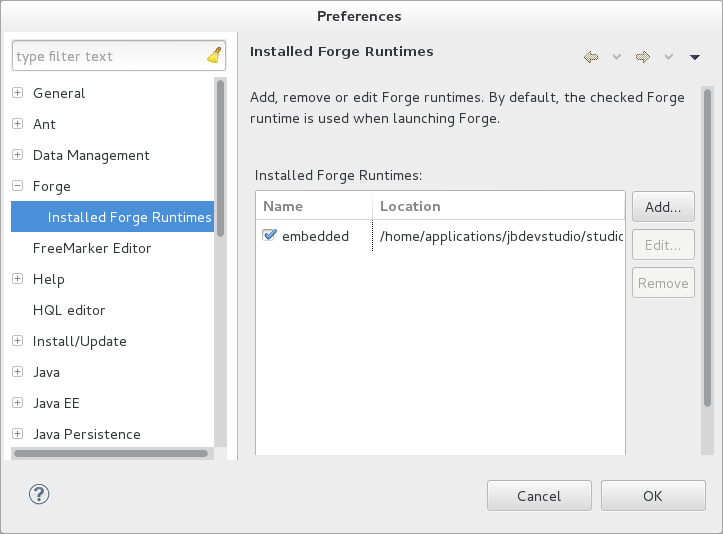 Preferences
type filter text
General
Ant
Data Management
Forge
Installed Forge Runtimes
FreeMarker Editor
Help
HQL editor
Install/Update
Java
Java EE
Java Persistence
Installed Forge Runtimes
Add, remove or edit Forge runtimes. By default, the checked Forge
runtime is used when launching Forge.
Installed Forge Runtimes:
Name Location
embedded /home/applications/jbdevstudio/studio
Add...
Edit...
Remove
?
Cancel OK